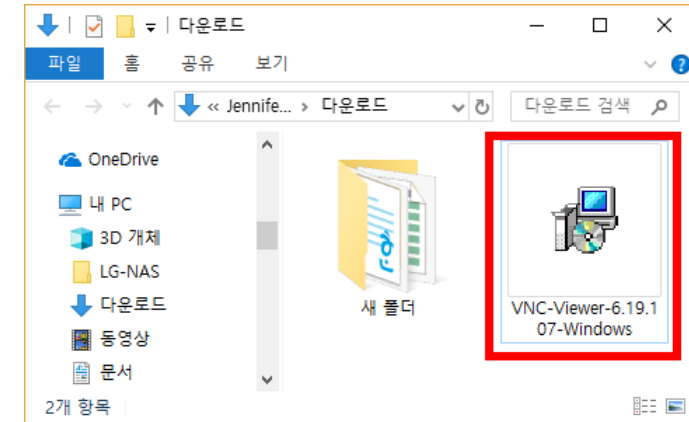 다운로드
파일 홈 공유 보기
« Jennife... > 다운로드
다운로드 검색
OneDrive
내 PC
3D 개체
LG-NAS
다운로드
동영상
문서
새 폴더
VNC-Viewer-6.19.1
07-Windows
2개 항목